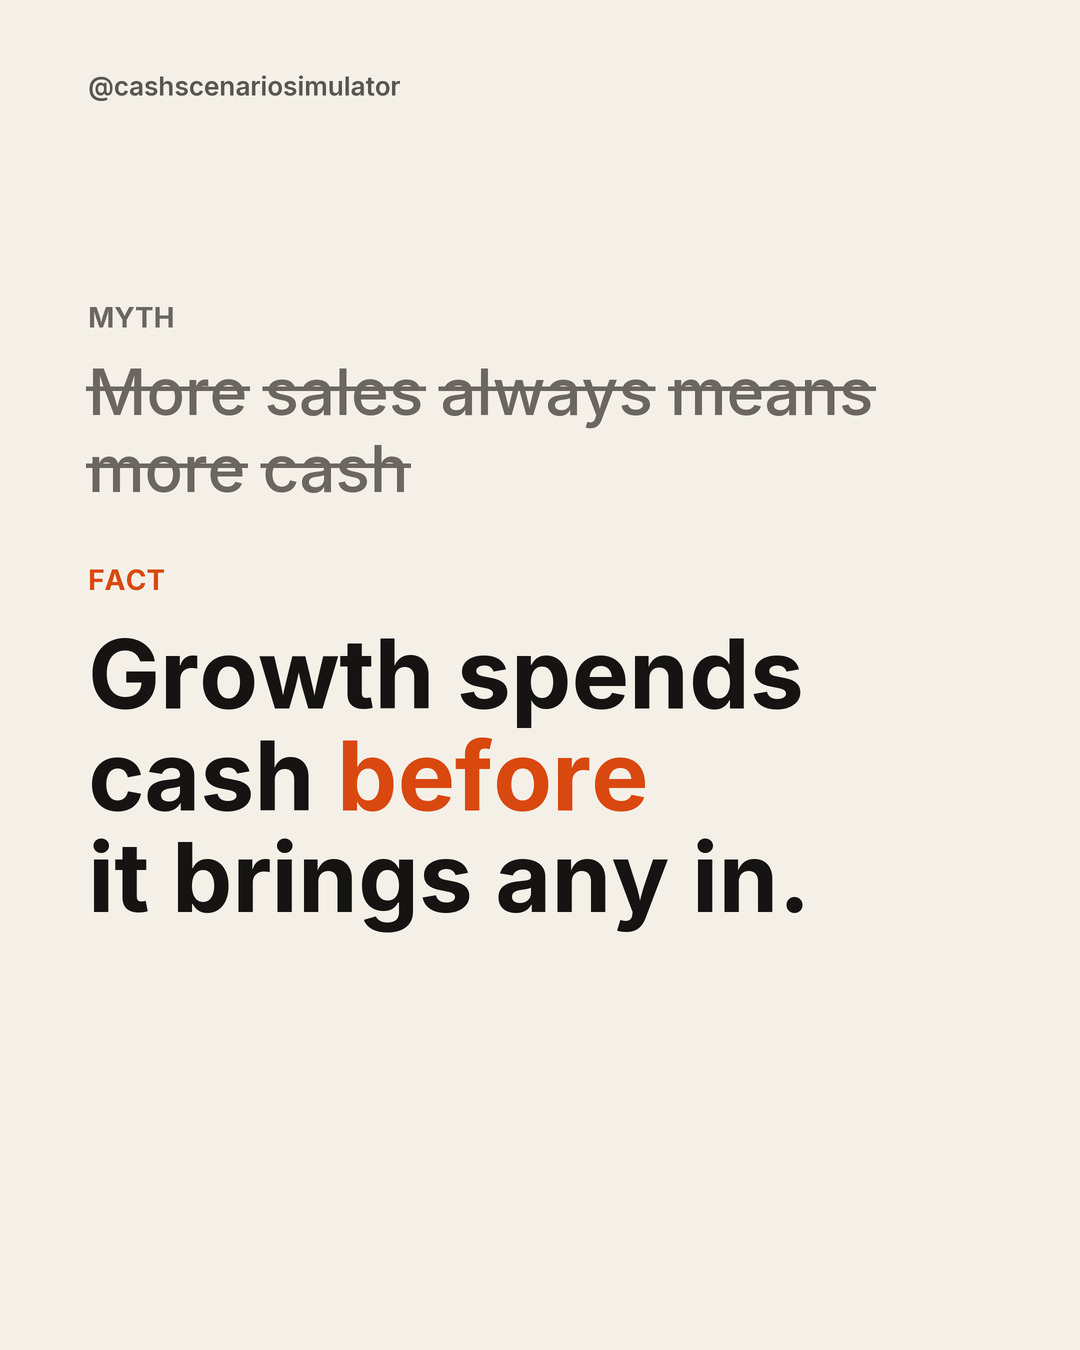 @cashscenariosimulator
MYTH
More sales always means
more cash
FACT
Growth spends
cash before
it brings any in.